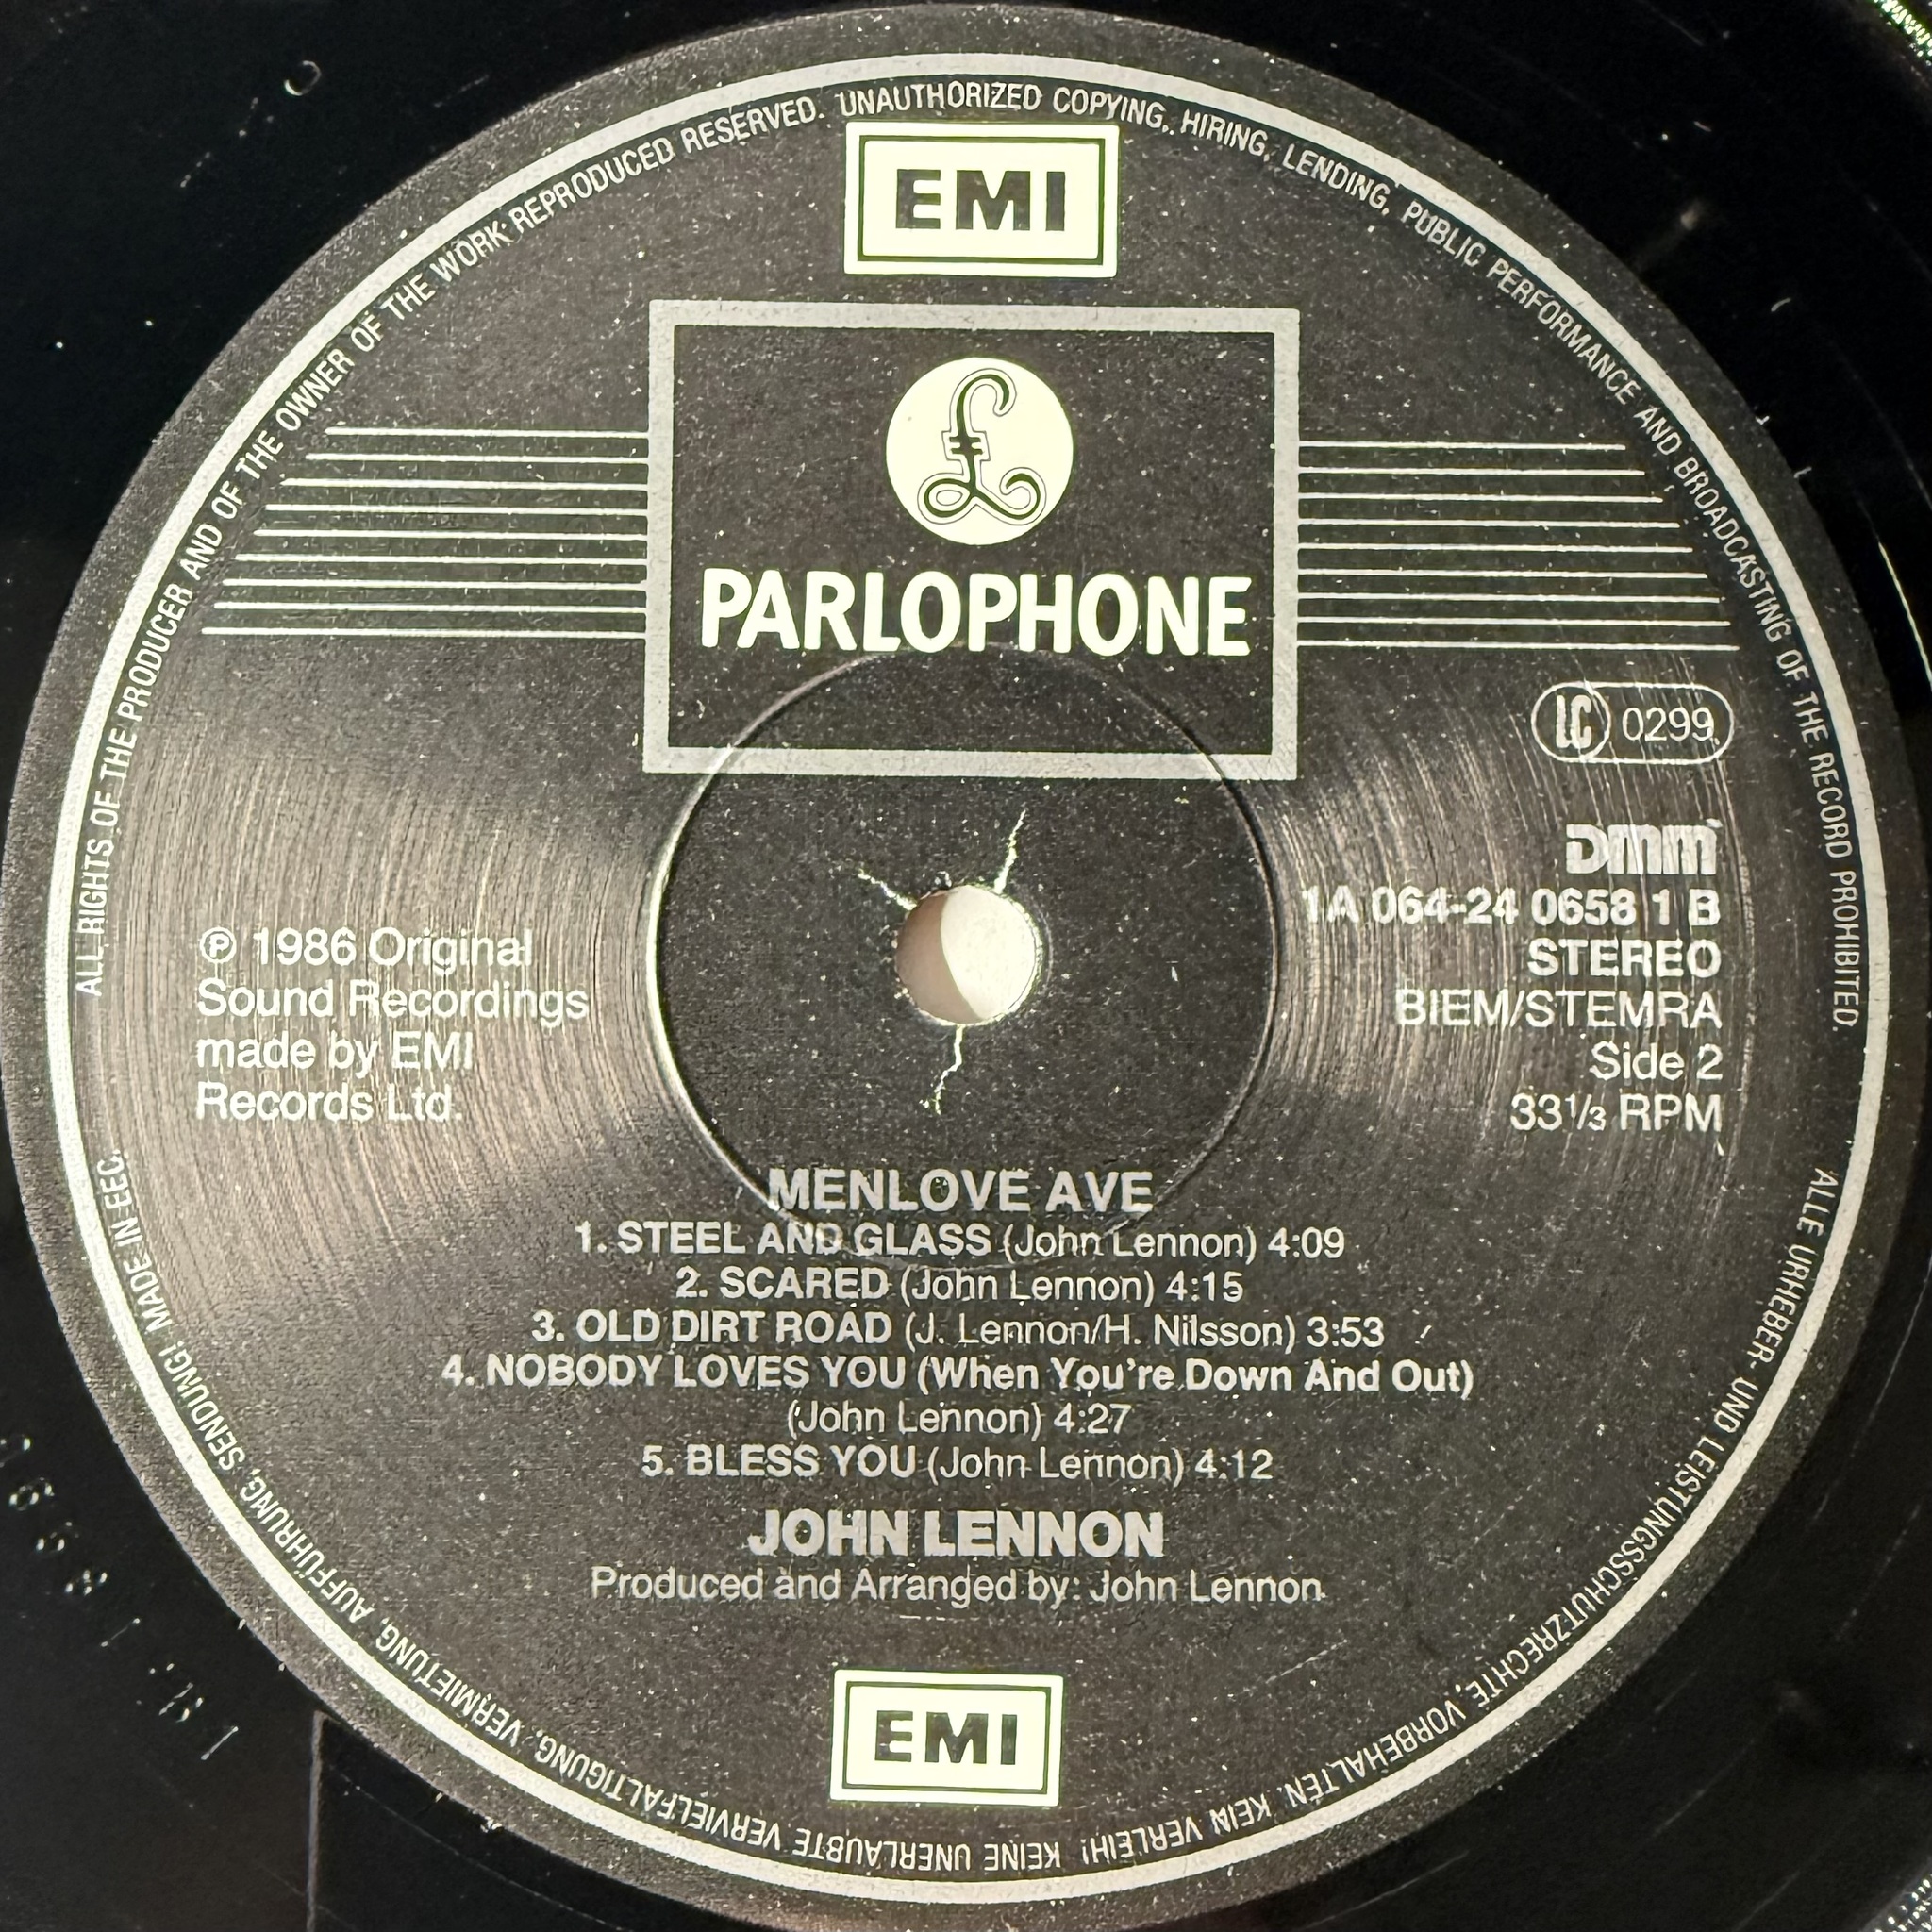 ALL RIGHTS OF THE PRODUCER AND OF THE OWNER OF THE WORK REPRODUCED RESERVED. UNAUTHORIZED COPYING, HIRING, LENDING, PUBLIC PERFORMANCE AND BROADCASTING OF THE RECORD PROHIBITED.
EMI
£
PARLOPHONE
LC 0299
DMM
1A 064-24 0658 1 B
STEREO
BIEM/STEMRA
Side 2
33 1/3 RPM
℗ 1986 Original
Sound Recordings
made by EMI
Records Ltd.
MENLOVE AVE
1. STEEL AND GLASS (John Lennon) 4:09
2. SCARED (John Lennon) 4:15
3. OLD DIRT ROAD (J. Lennon/H. Nilsson) 3:53
4. NOBODY LOVES YOU (When You're Down And Out)
(John Lennon) 4:27
5. BLESS YOU (John Lennon) 4:12
JOHN LENNON
Produced and Arranged by: John Lennon
EMI
ALLE URHEBER- UND LEISTUNGSSCHUTZRECHTE VORBEHALTEN. KEIN VERLEIH! KEINE UNERLAUBTE VERVIELFALTIGUNG, VERMIETUNG, AUFFÜHRUNG, SENDUNG! MADE IN EEC.